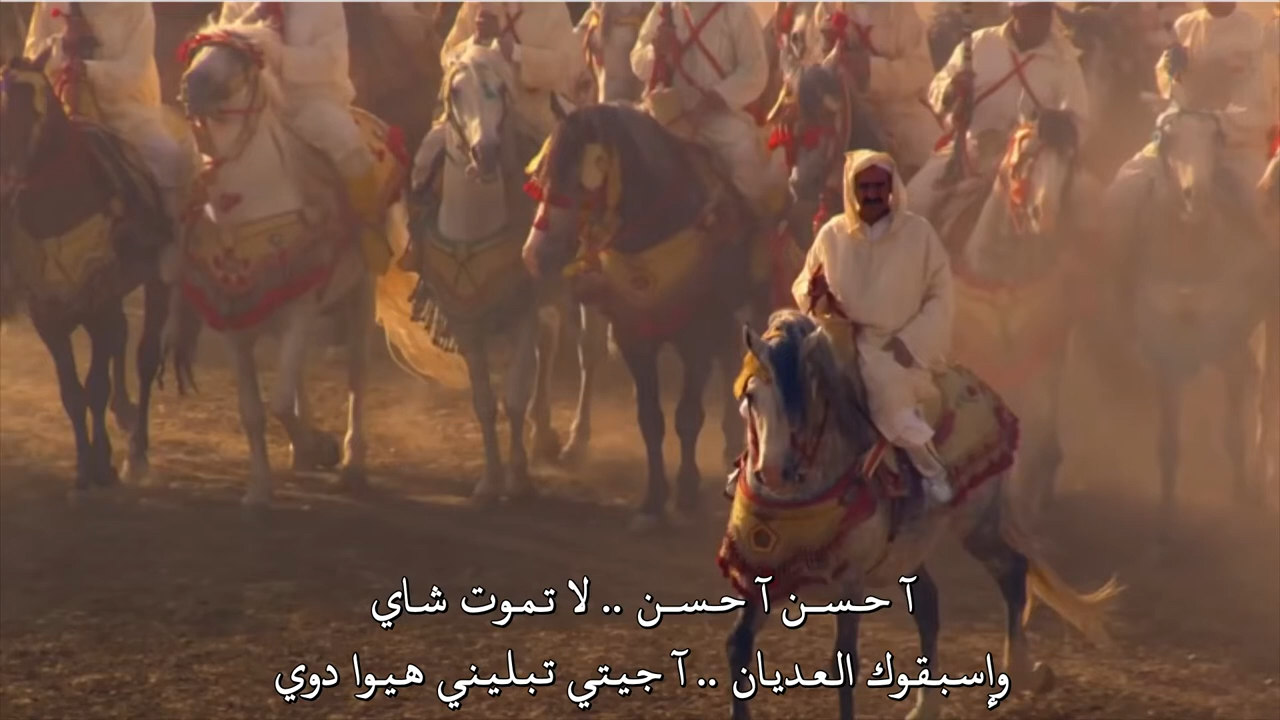 آ حسن آ حسن .. لا تموت شاي
وإسبقوك العديان .. آ جيتي تبليني هيوا دوي